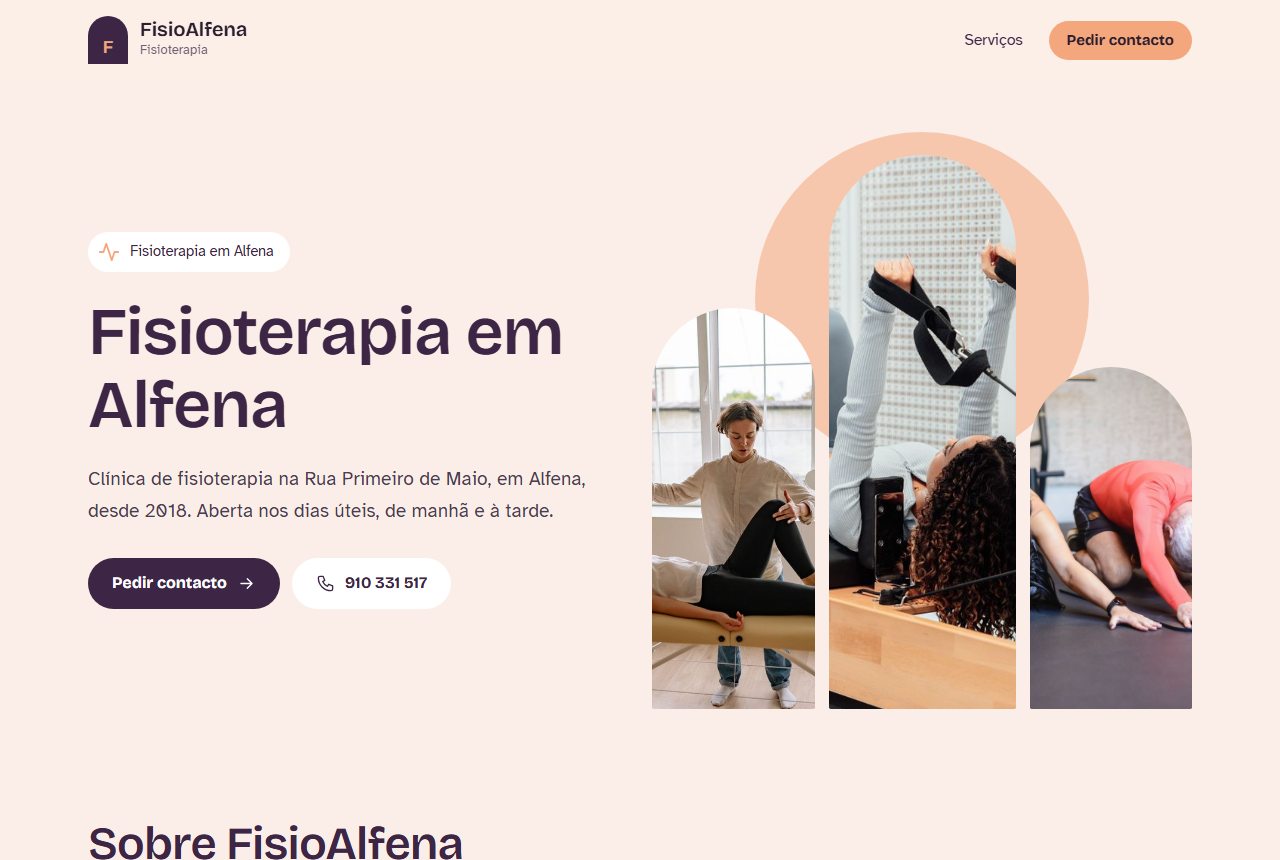 F
FisioAlfena
Fisioterapia
Serviços
Pedir contacto
Fisioterapia em Alfena
Fisioterapia em
Alfena
Clínica de fisioterapia na Rua Primeiro de Maio, em Alfena,
desde 2018. Aberta nos dias úteis, de manhã e à tarde.
Pedir contacto
910 331 517
Sobre FisioAlfena